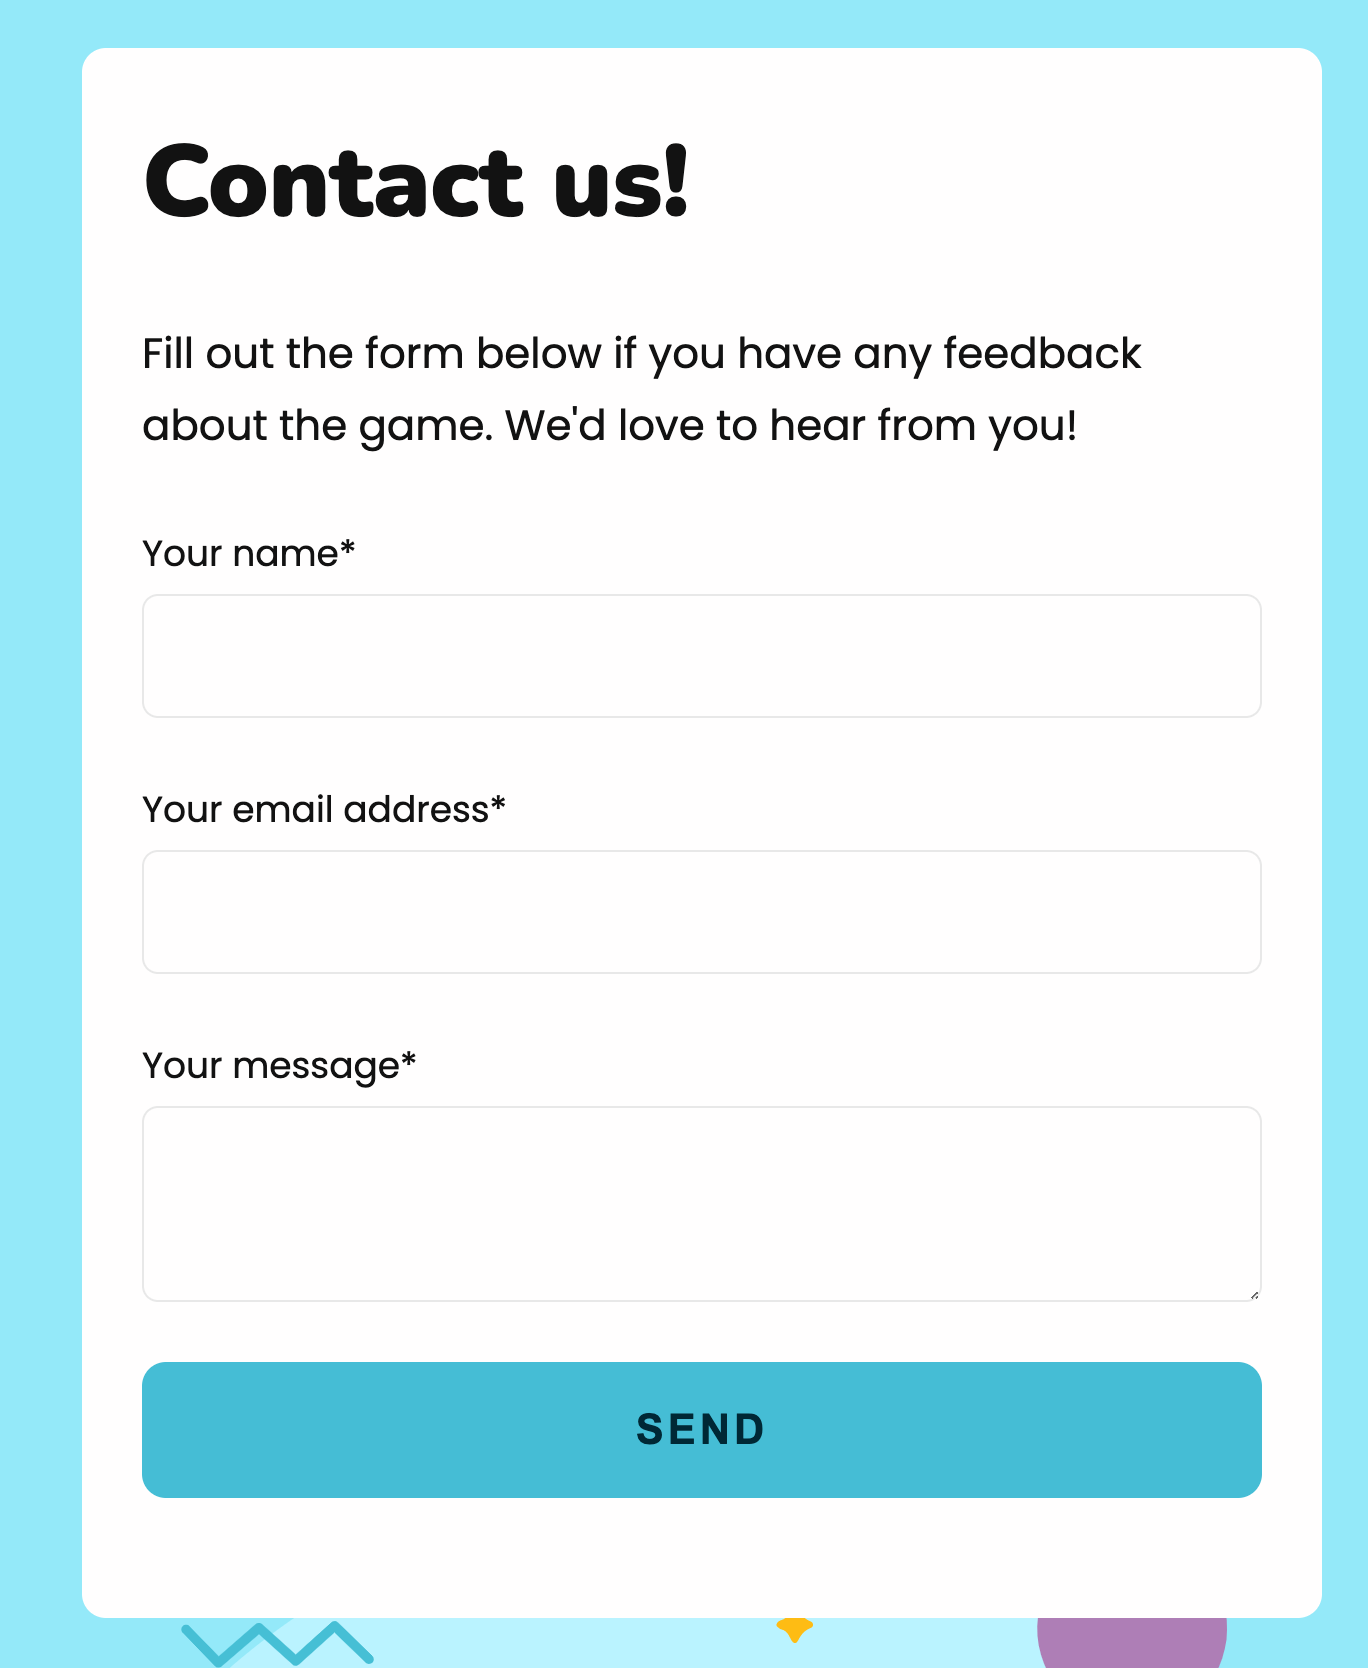 Contact us!
Fill out the form below if you have any feedback
about the game. We'd love to hear from you!
Your name*
Your email address*
Your message*
SEND